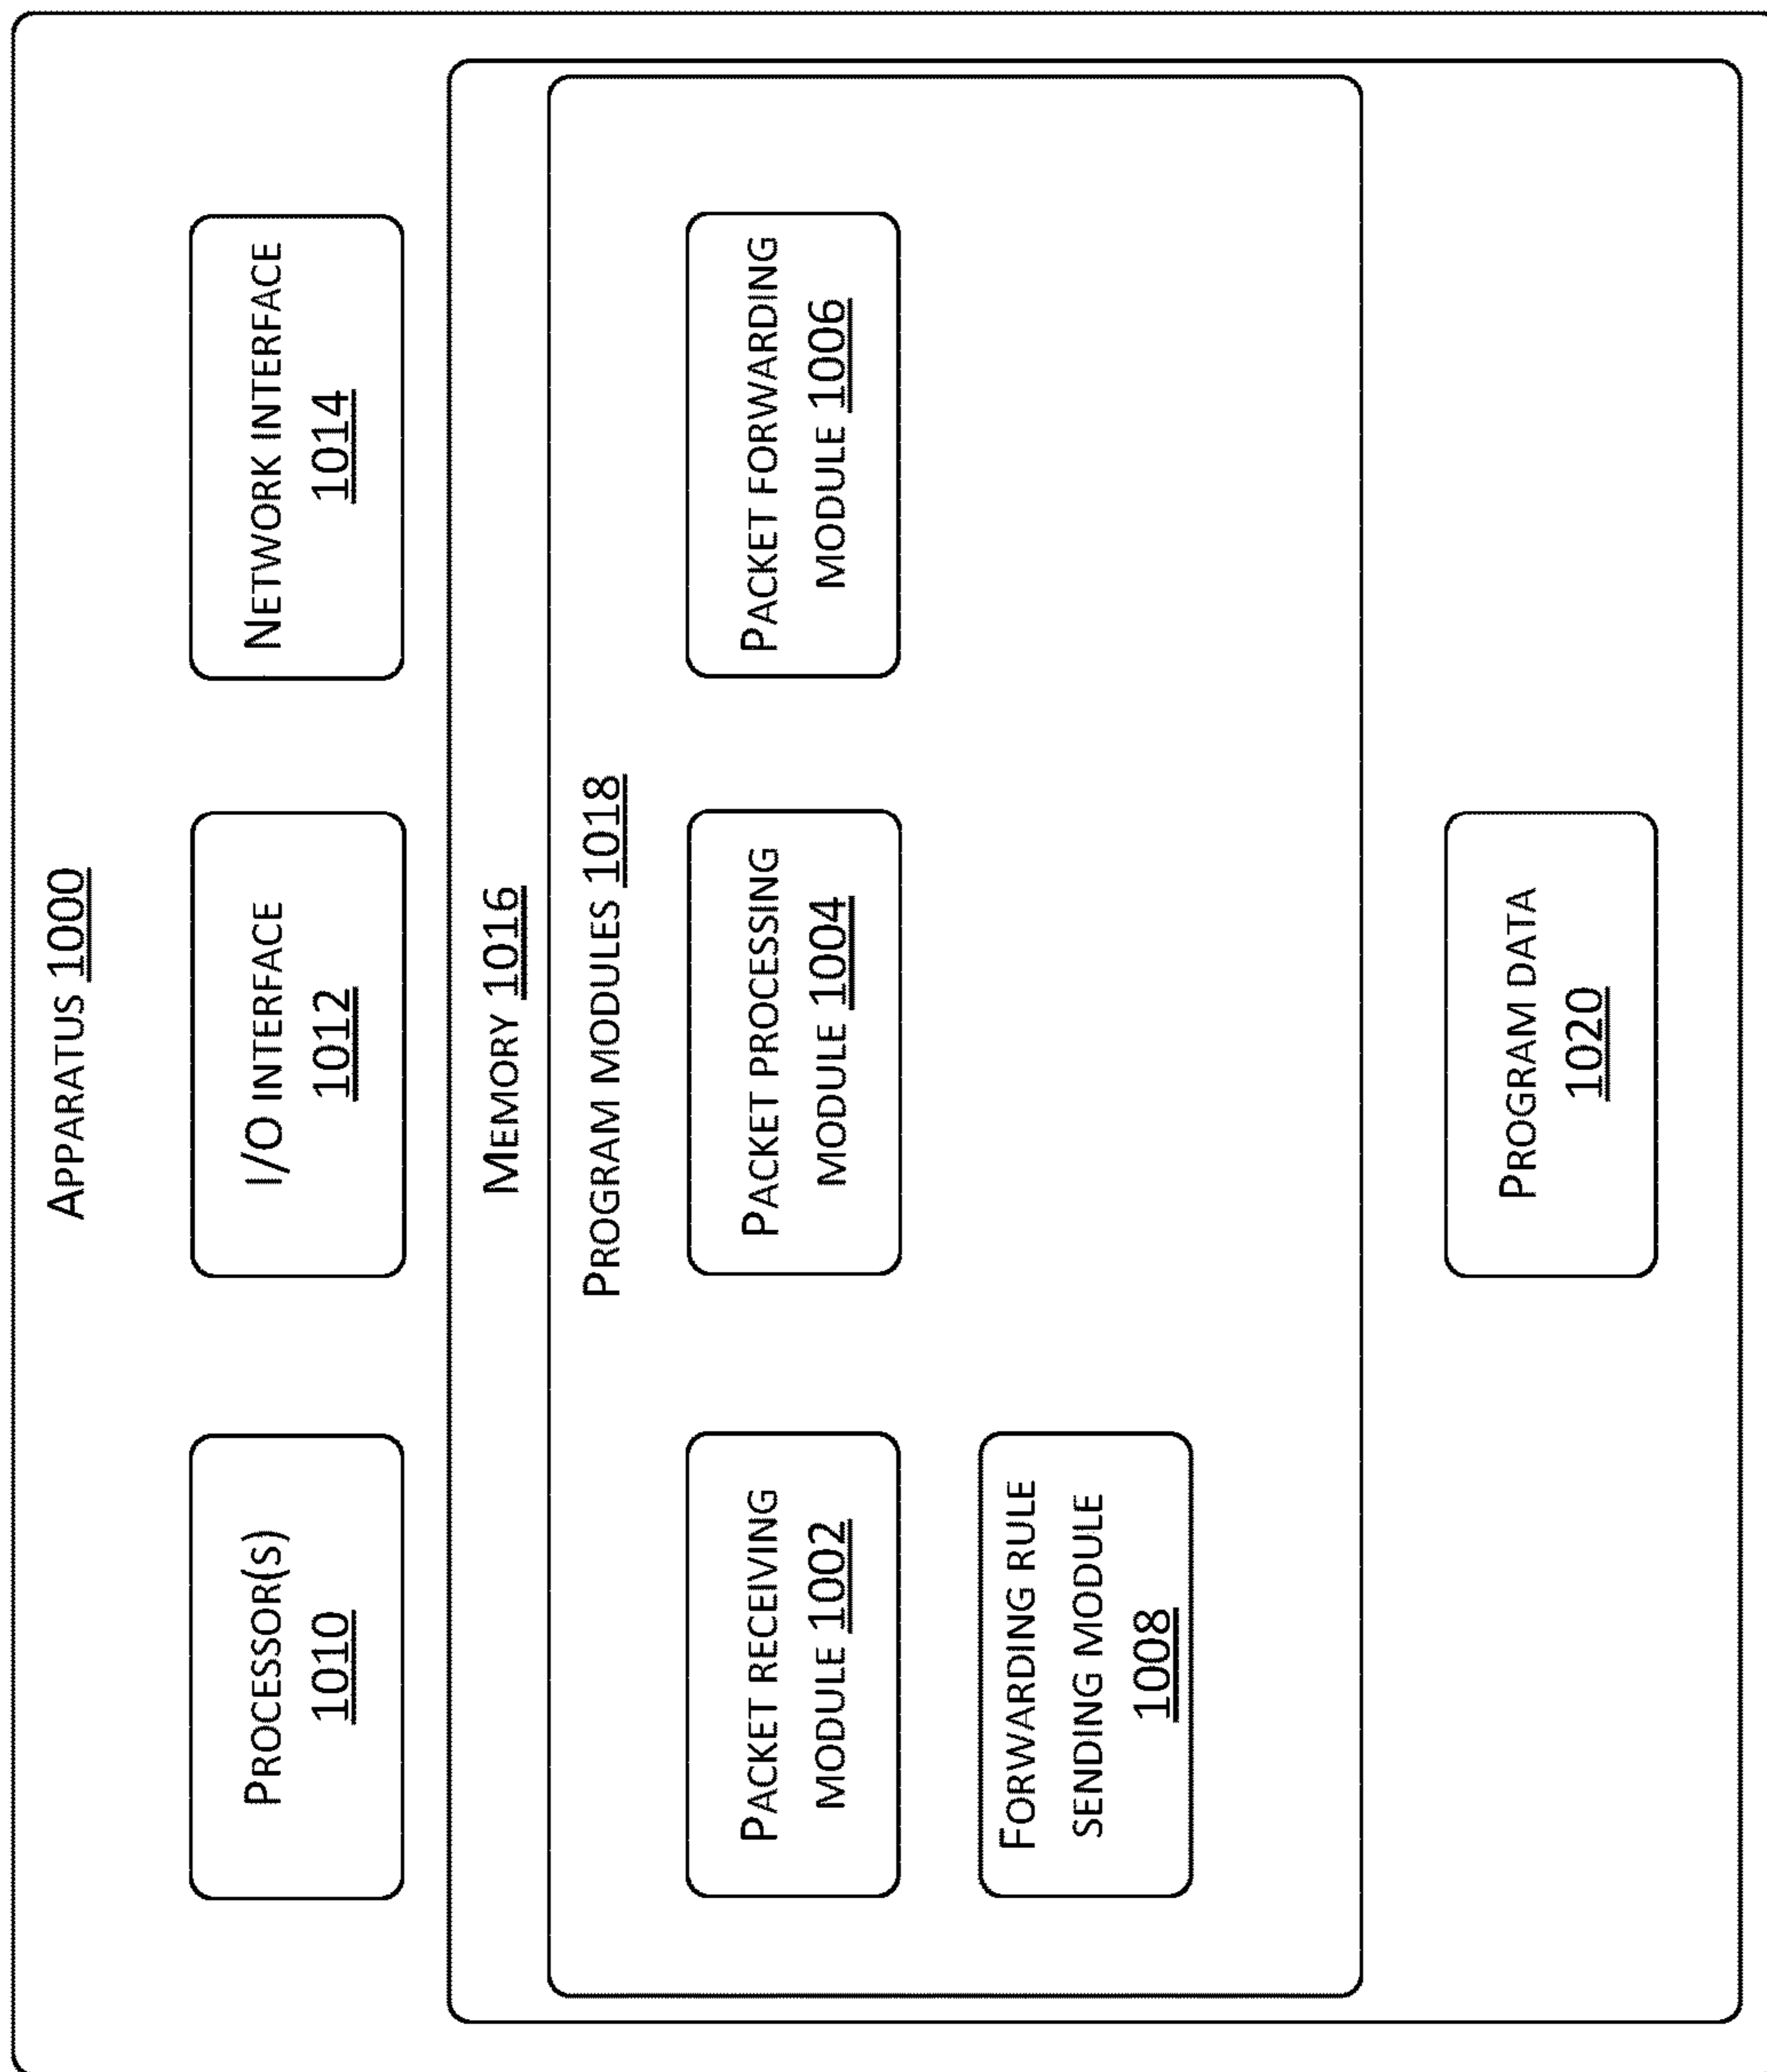 APPARATUS 1000
PROCESSOR(S)
1010
I/O INTERFACE
1012
NETWORK INTERFACE
1014
MEMORY 1016
PROGRAM MODULES 1018
PACKET RECEIVING
MODULE 1002
PACKET PROCESSING
MODULE 1004
PACKET FORWARDING
MODULE 1006
FORWARDING RULE
SENDING MODULE
1008
PROGRAM DATA
1020